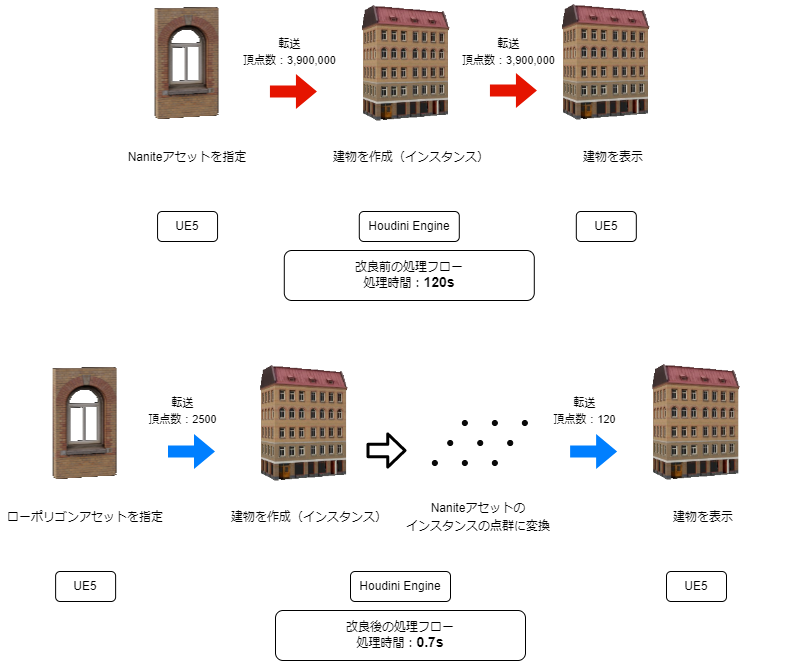 転送
頂点数：3,900,000
転送
頂点数：3,900,000
Naniteアセットを指定
建物を作成（インスタンス）
建物を表示
UE5
Houdini Engine
UE5
改良前の処理フロー
処理時間：120s
転送
頂点数：2500
転送
頂点数：120
ローポリゴンアセットを指定
建物を作成（インスタンス）
Naniteアセットの
インスタンスの点群に変換
建物を表示
UE5
Houdini Engine
UE5
改良後の処理フロー
処理時間：0.7s